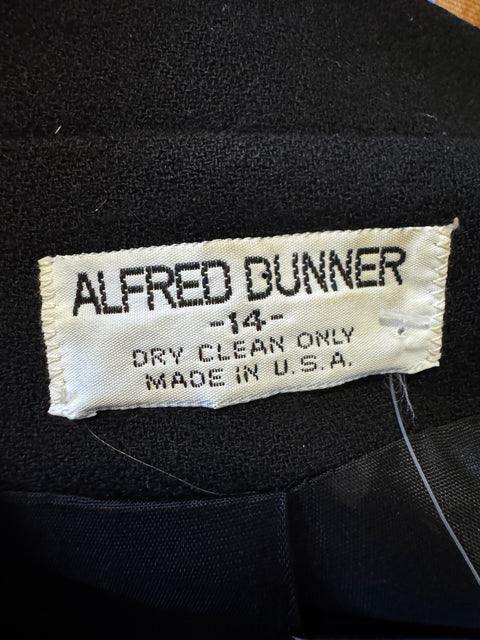 ALFRED DUNNER
-14-
DRY CLEAN ONLY
MADE IN U.S.A.